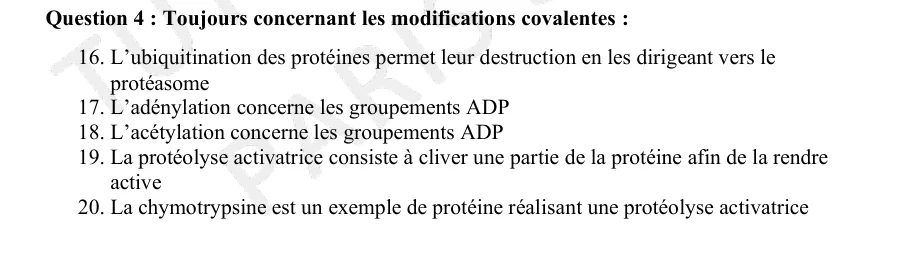 Question 4 : Toujours concernant les modifications covalentes :
16. L’ubiquitination des protéines permet leur destruction en les dirigeant vers le
protéasome
17. L’adénylation concerne les groupements ADP
18. L’acétylation concerne les groupements ADP
19. La protéolyse activatrice consiste à cliver une partie de la protéine afin de la rendre
active
20. La chymotrypsine est un exemple de protéine réalisant une protéolyse activatrice